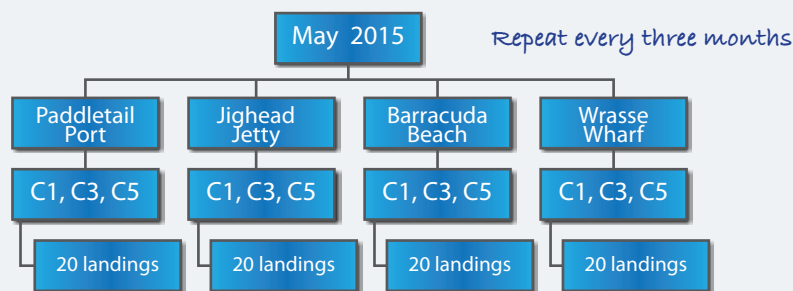 May 2015
Repeat every three months
Paddletail
Port
Jighead
Jetty
Barracuda
Beach
Wrasse
Wharf
C1, C3, C5
C1, C3, C5
C1, C3, C5
C1, C3, C5
20 landings
20 landings
20 landings
20 landings